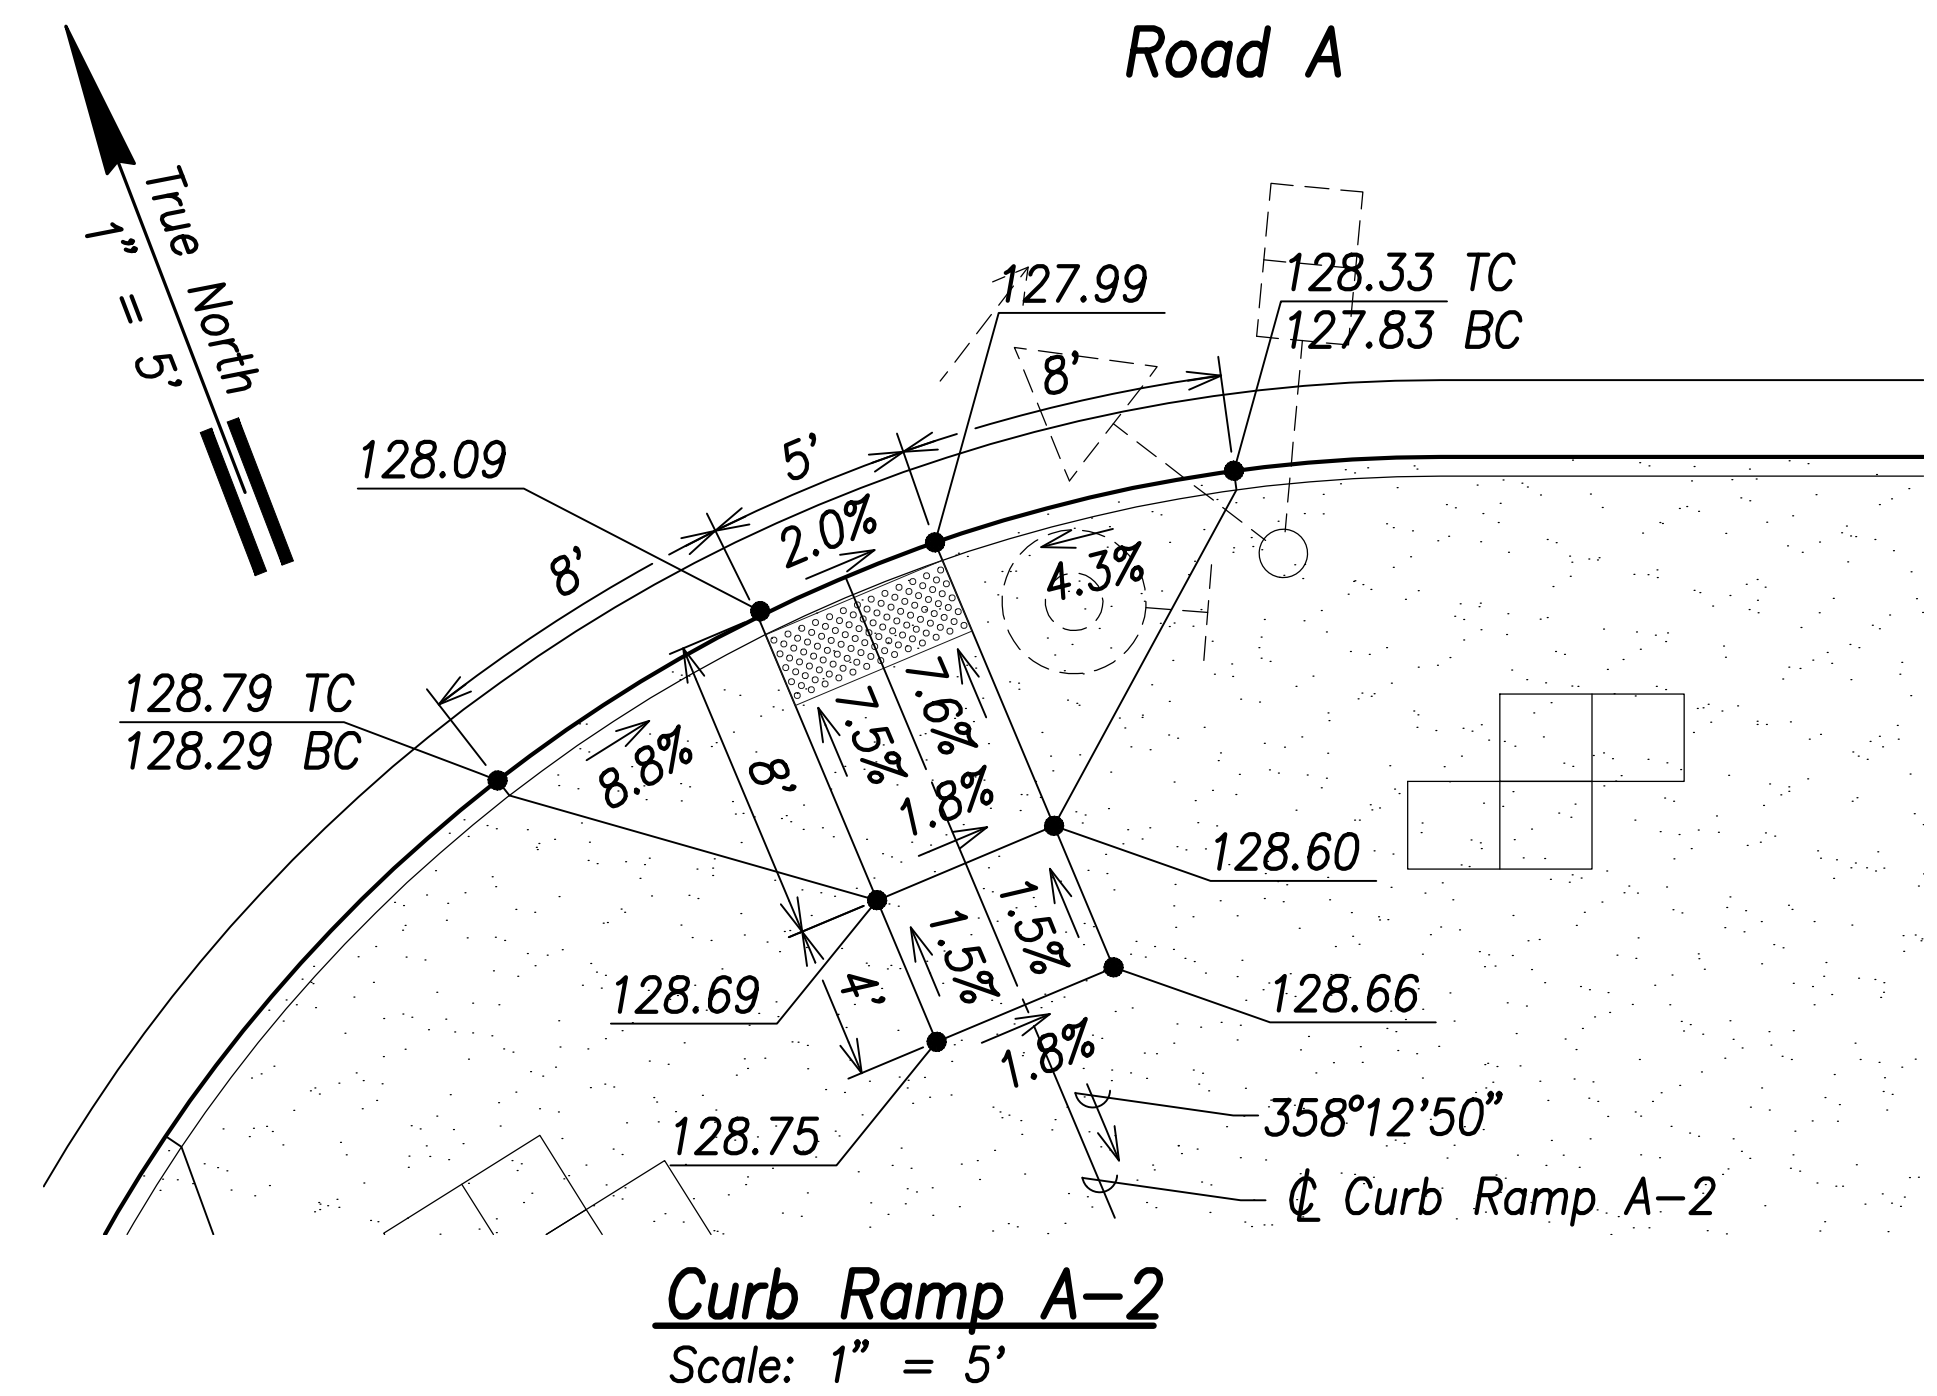 Road A
True North
1" = 5'
127.99
128.33 TC
127.83 BC
8'
5'
128.09
2.0%
8'
4.3%
128.79 TC
128.29 BC
8.8%
8'
7.5%
7.6%
1.8%
128.60
1.5%
1.5%
128.69
4'
128.66
1.8%
128.75
358°12'50"
℄ Curb Ramp A-2
Curb Ramp A-2
Scale: 1" = 5'